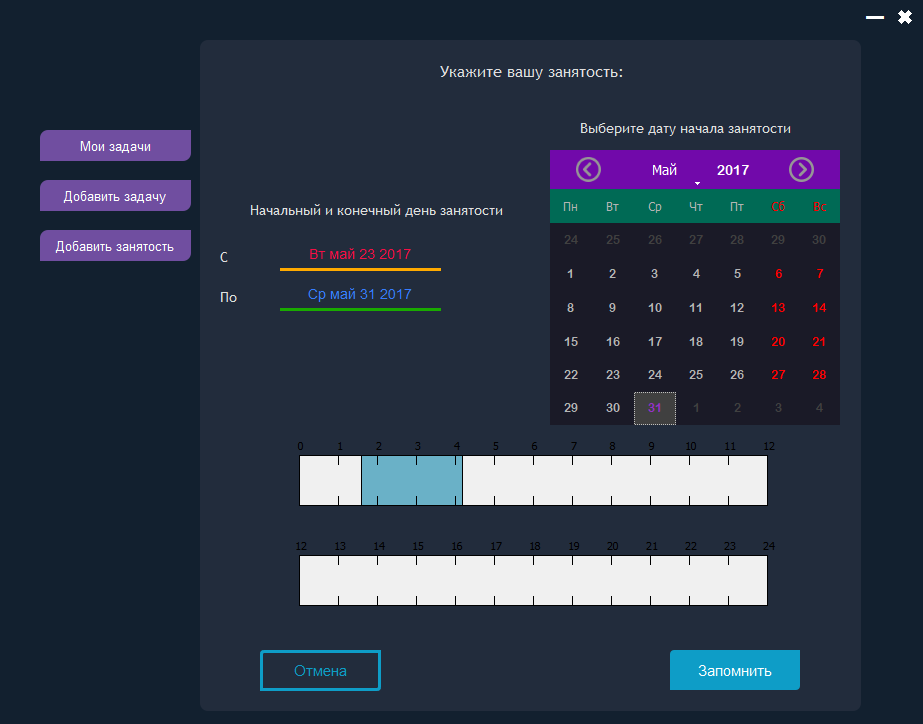 Укажите вашу занятость:
Мои задачи
Добавить задачу
Добавить занятость
Начальный и конечный день занятости
С Вт май 23 2017
По Ср май 31 2017
Выберите дату начала занятости
Май 2017
Пн Вт Ср Чт Пт Сб Вс
24 25 26 27 28 29 30
1 2 3 4 5 6 7
8 9 10 11 12 13 14
15 16 17 18 19 20 21
22 23 24 25 26 27 28
29 30 31 1 2 3 4
0 1 2 3 4 5 6 7 8 9 10 11 12
12 13 14 15 16 17 18 19 20 21 22 23 24
Отмена
Запомнить